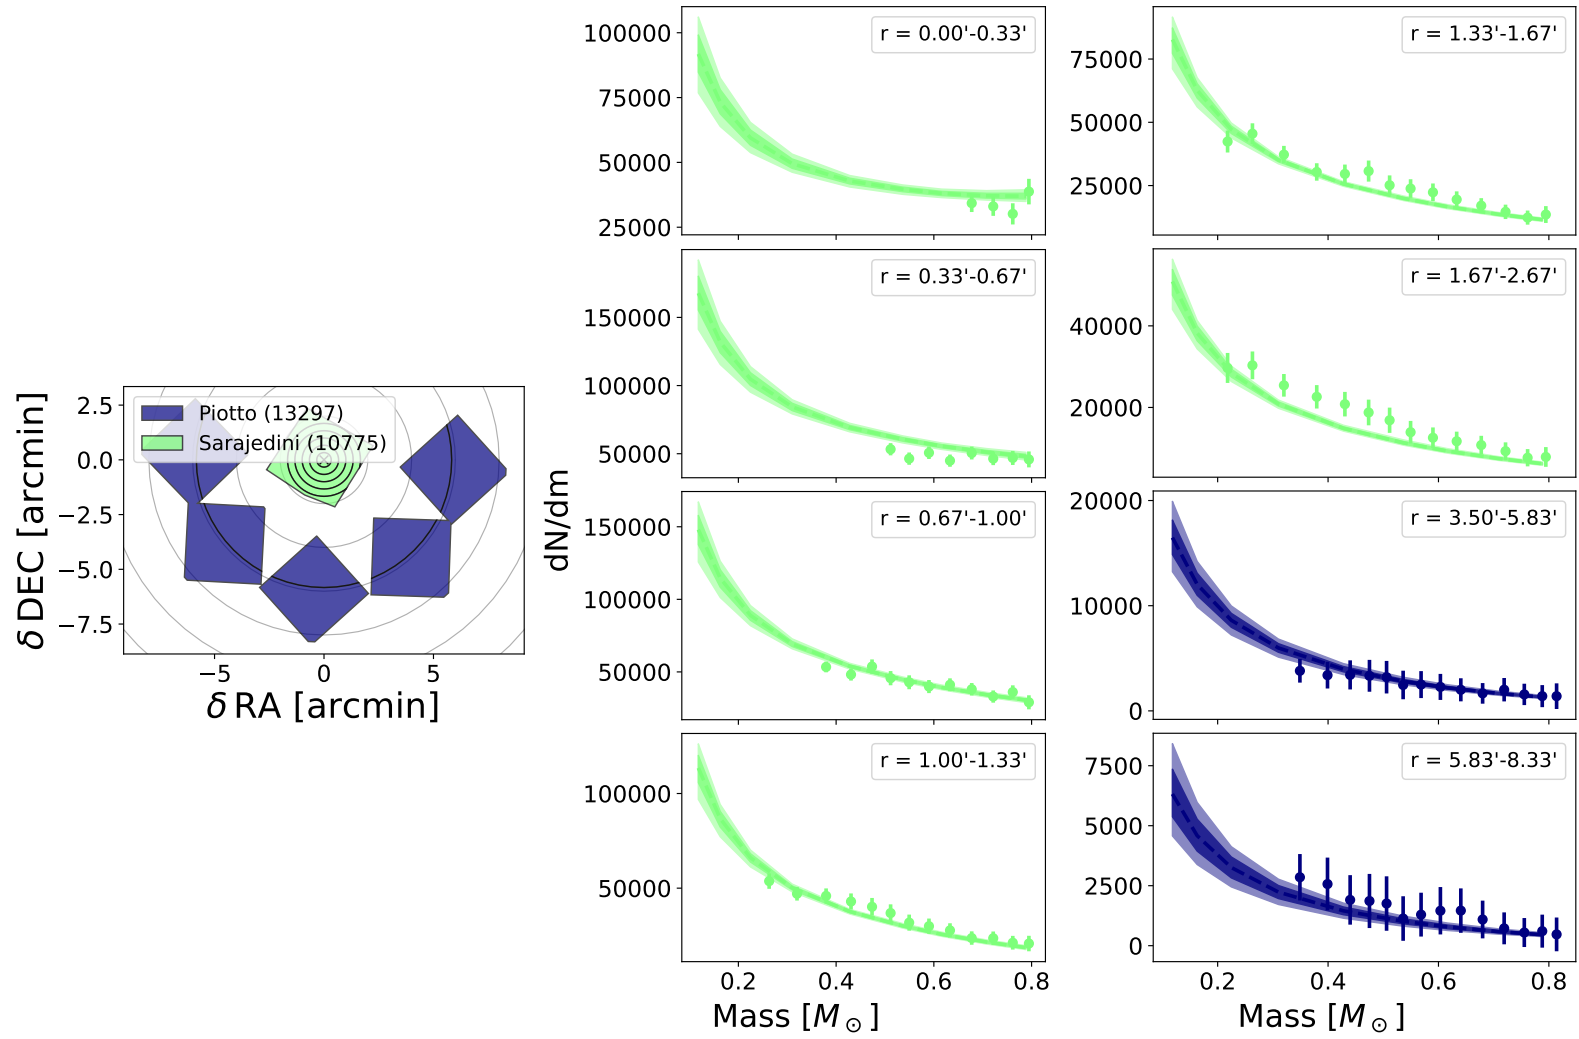 Piotto (13297)
Sarajedini (10775)
2.5
0.0
−2.5
−5.0
−7.5
−5
0
5
δ DEC [arcmin]
δ RA [arcmin]
dN/dm
r = 0.00'-0.33'
100000
75000
50000
25000
r = 0.33'-0.67'
150000
100000
50000
r = 0.67'-1.00'
150000
100000
50000
r = 1.00'-1.33'
100000
50000
0.2
0.4
0.6
0.8
Mass [M⊙]
r = 1.33'-1.67'
75000
50000
25000
r = 1.67'-2.67'
40000
20000
r = 3.50'-5.83'
20000
10000
0
r = 5.83'-8.33'
7500
5000
2500
0
0.2
0.4
0.6
0.8
Mass [M⊙]